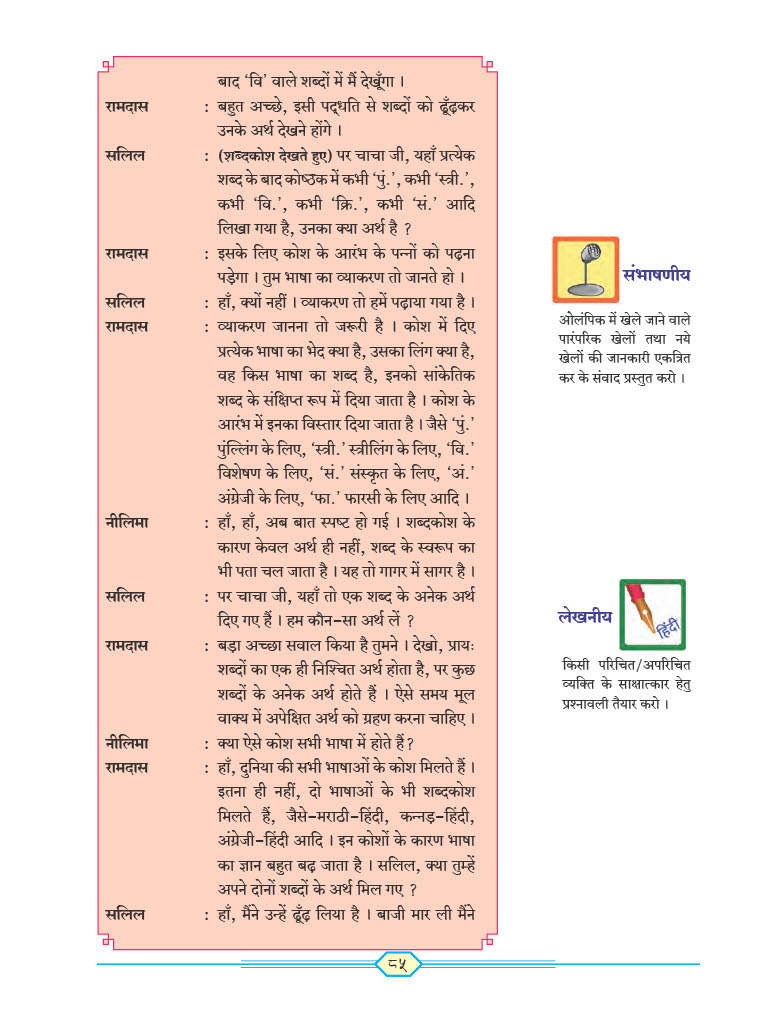 बाद ‘वि’ वाले शब्दों में मैं देखूँगा ।
रामदास : बहुत अच्छे, इसी पद्धति से शब्दों को ढूँढ़कर
उनके अर्थ देखने होंगे ।
सलिल : (शब्दकोश देखते हुए) पर चाचा जी, यहाँ प्रत्येक
शब्द के बाद कोष्ठक में कभी ‘पुं.’, कभी ‘स्त्री.’,
कभी ‘वि.’, कभी ‘क्रि.’, कभी ‘सं.’ आदि
लिखा गया है, उनका क्या अर्थ है ?
रामदास : इसके लिए कोश के आरंभ के पन्नों को पढ़ना
पड़ेगा । तुम भाषा का व्याकरण तो जानते हो ।
सलिल : हाँ, क्यों नहीं । व्याकरण तो हमें पढ़ाया गया है ।
रामदास : व्याकरण जानना तो जरूरी है । कोश में दिए
प्रत्येक भाषा का भेद क्या है, उसका लिंग क्या है,
वह किस भाषा का शब्द है, इनको सांकेतिक
शब्द के संक्षिप्त रूप में दिया जाता है । कोश के
आरंभ में इनका विस्तार दिया जाता है । जैसे ‘पुं.’
पुंल्लिंग के लिए, ‘स्त्री.’ स्त्रीलिंग के लिए, ‘वि.’
विशेषण के लिए, ‘सं.’ संस्कृत के लिए, ‘अं.’
अंग्रेजी के लिए, ‘फा.’ फारसी के लिए आदि ।
नीलिमा : हाँ, हाँ, अब बात स्पष्ट हो गई । शब्दकोश के
कारण केवल अर्थ ही नहीं, शब्द के स्वरूप का
भी पता चल जाता है । यह तो गागर में सागर है ।
सलिल : पर चाचा जी, यहाँ तो एक शब्द के अनेक अर्थ
दिए गए हैं । हम कौन-सा अर्थ लें ?
रामदास : बड़ा अच्छा सवाल किया है तुमने । देखो, प्रायः
शब्दों का एक ही निश्चित अर्थ होता है, पर कुछ
शब्दों के अनेक अर्थ होते हैं । ऐसे समय मूल
वाक्य में अपेक्षित अर्थ को ग्रहण करना चाहिए ।
नीलिमा : क्या ऐसे कोश सभी भाषा में होते हैं?
रामदास : हाँ, दुनिया की सभी भाषाओं के कोश मिलते हैं ।
इतना ही नहीं, दो भाषाओं के भी शब्दकोश
मिलते हैं, जैसे-मराठी-हिंदी, कन्नड़-हिंदी,
अंग्रेजी-हिंदी आदि । इन कोशों के कारण भाषा
का ज्ञान बहुत बढ़ जाता है । सलिल, क्या तुम्हें
अपने दोनों शब्दों के अर्थ मिल गए ?
सलिल : हाँ, मैंने उन्हें ढूँढ़ लिया है । बाजी मार ली मैंने
संभाषणीय
ओलंपिक में खेले जाने वाले
पारंपरिक खेलों तथा नये
खेलों की जानकारी एकत्रित
कर के संवाद प्रस्तुत करो ।
लेखनीय
हिंदी
किसी परिचित/अपरिचित
व्यक्ति के साक्षात्कार हेतु
प्रश्नावली तैयार करो ।
८५